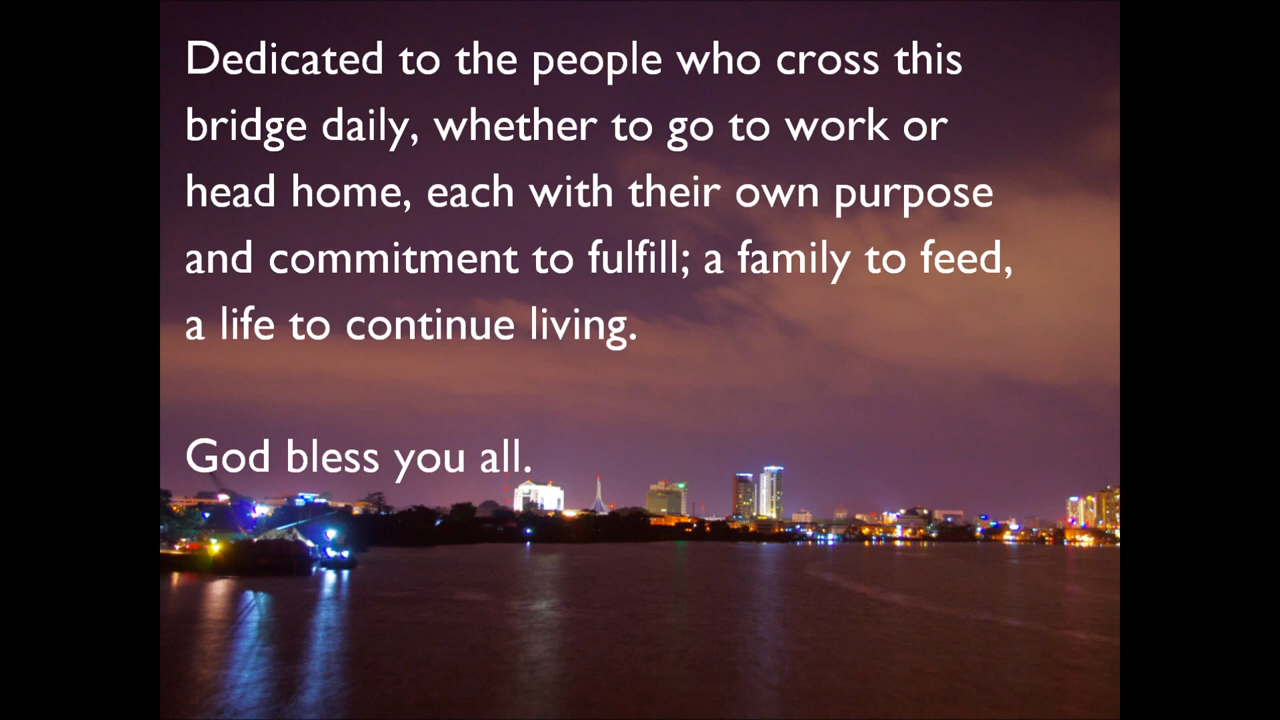 Dedicated to the people who cross this
bridge daily, whether to go to work or
head home, each with their own purpose
and commitment to fulfill; a family to feed,
a life to continue living.
God bless you all.